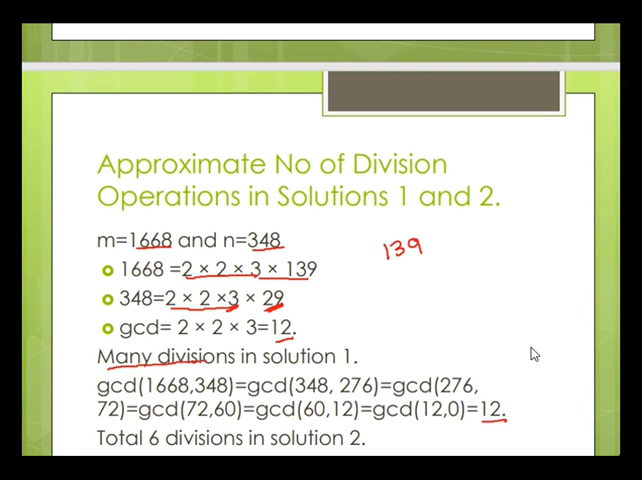 Approximate No of Division
Operations in Solutions 1 and 2.
m=1668 and n=348
139
1668 =2 × 2 × 3 × 139
348=2 × 2 ×3 × 29
gcd= 2 × 2 × 3=12.
Many divisions in solution 1.
gcd(1668,348)=gcd(348, 276)=gcd(276,
72)=gcd(72,60)=gcd(60,12)=gcd(12,0)=12.
Total 6 divisions in solution 2.